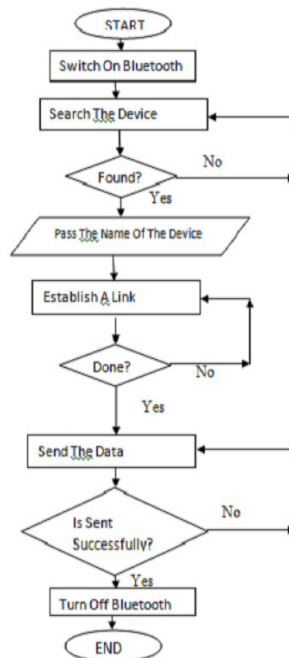 START
Switch On Bluetooth
Search The Device
No
Found?
Yes
Pass The Name Of The Device
Establish A Link
Done?
No
Yes
Send The Data
No
Is Sent
Successfully?
Yes
Turn Off Bluetooth
END